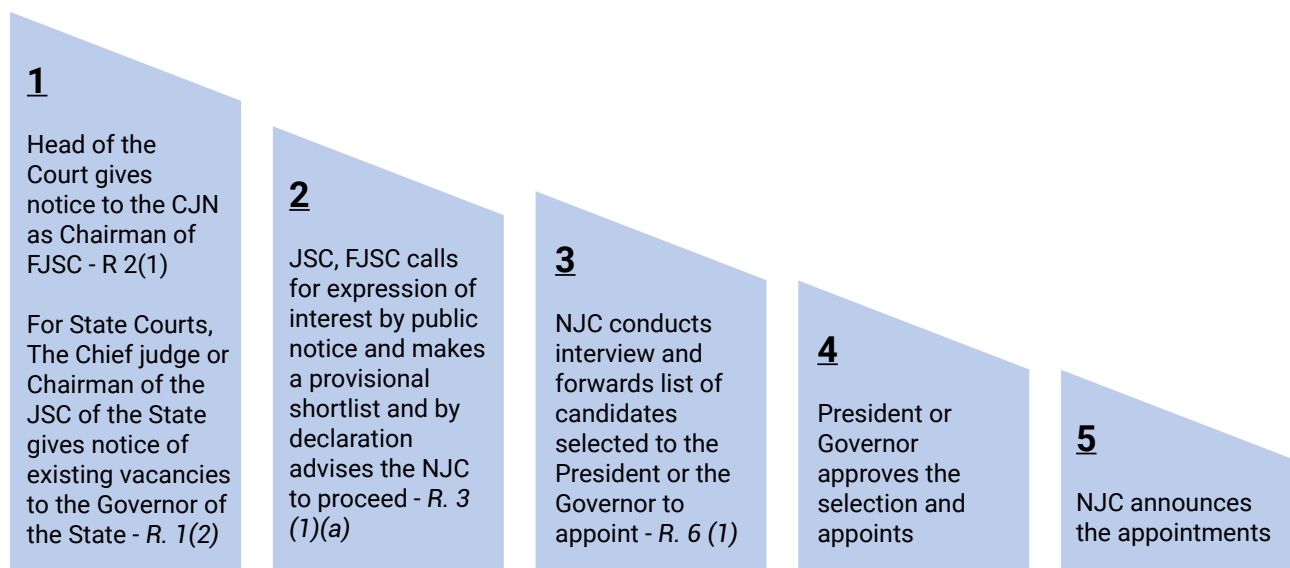 1
Head of the
Court gives
notice to the CJN
as Chairman of
FJSC - R 2(1)
For State Courts,
The Chief judge or
Chairman of the
JSC of the State
gives notice of
existing vacancies
to the Governor of
the State - R. 1(2)
2
JSC, FJSC calls
for expression of
interest by public
notice and makes
a provisional
shortlist and by
declaration
advises the NJC
to proceed - R. 3
(1)(a)
3
NJC conducts
interview and
forwards list of
candidates
selected to the
President or the
Governor to
appoint - R. 6 (1)
4
President or
Governor
approves the
selection and
appoints
5
NJC announces
the appointments